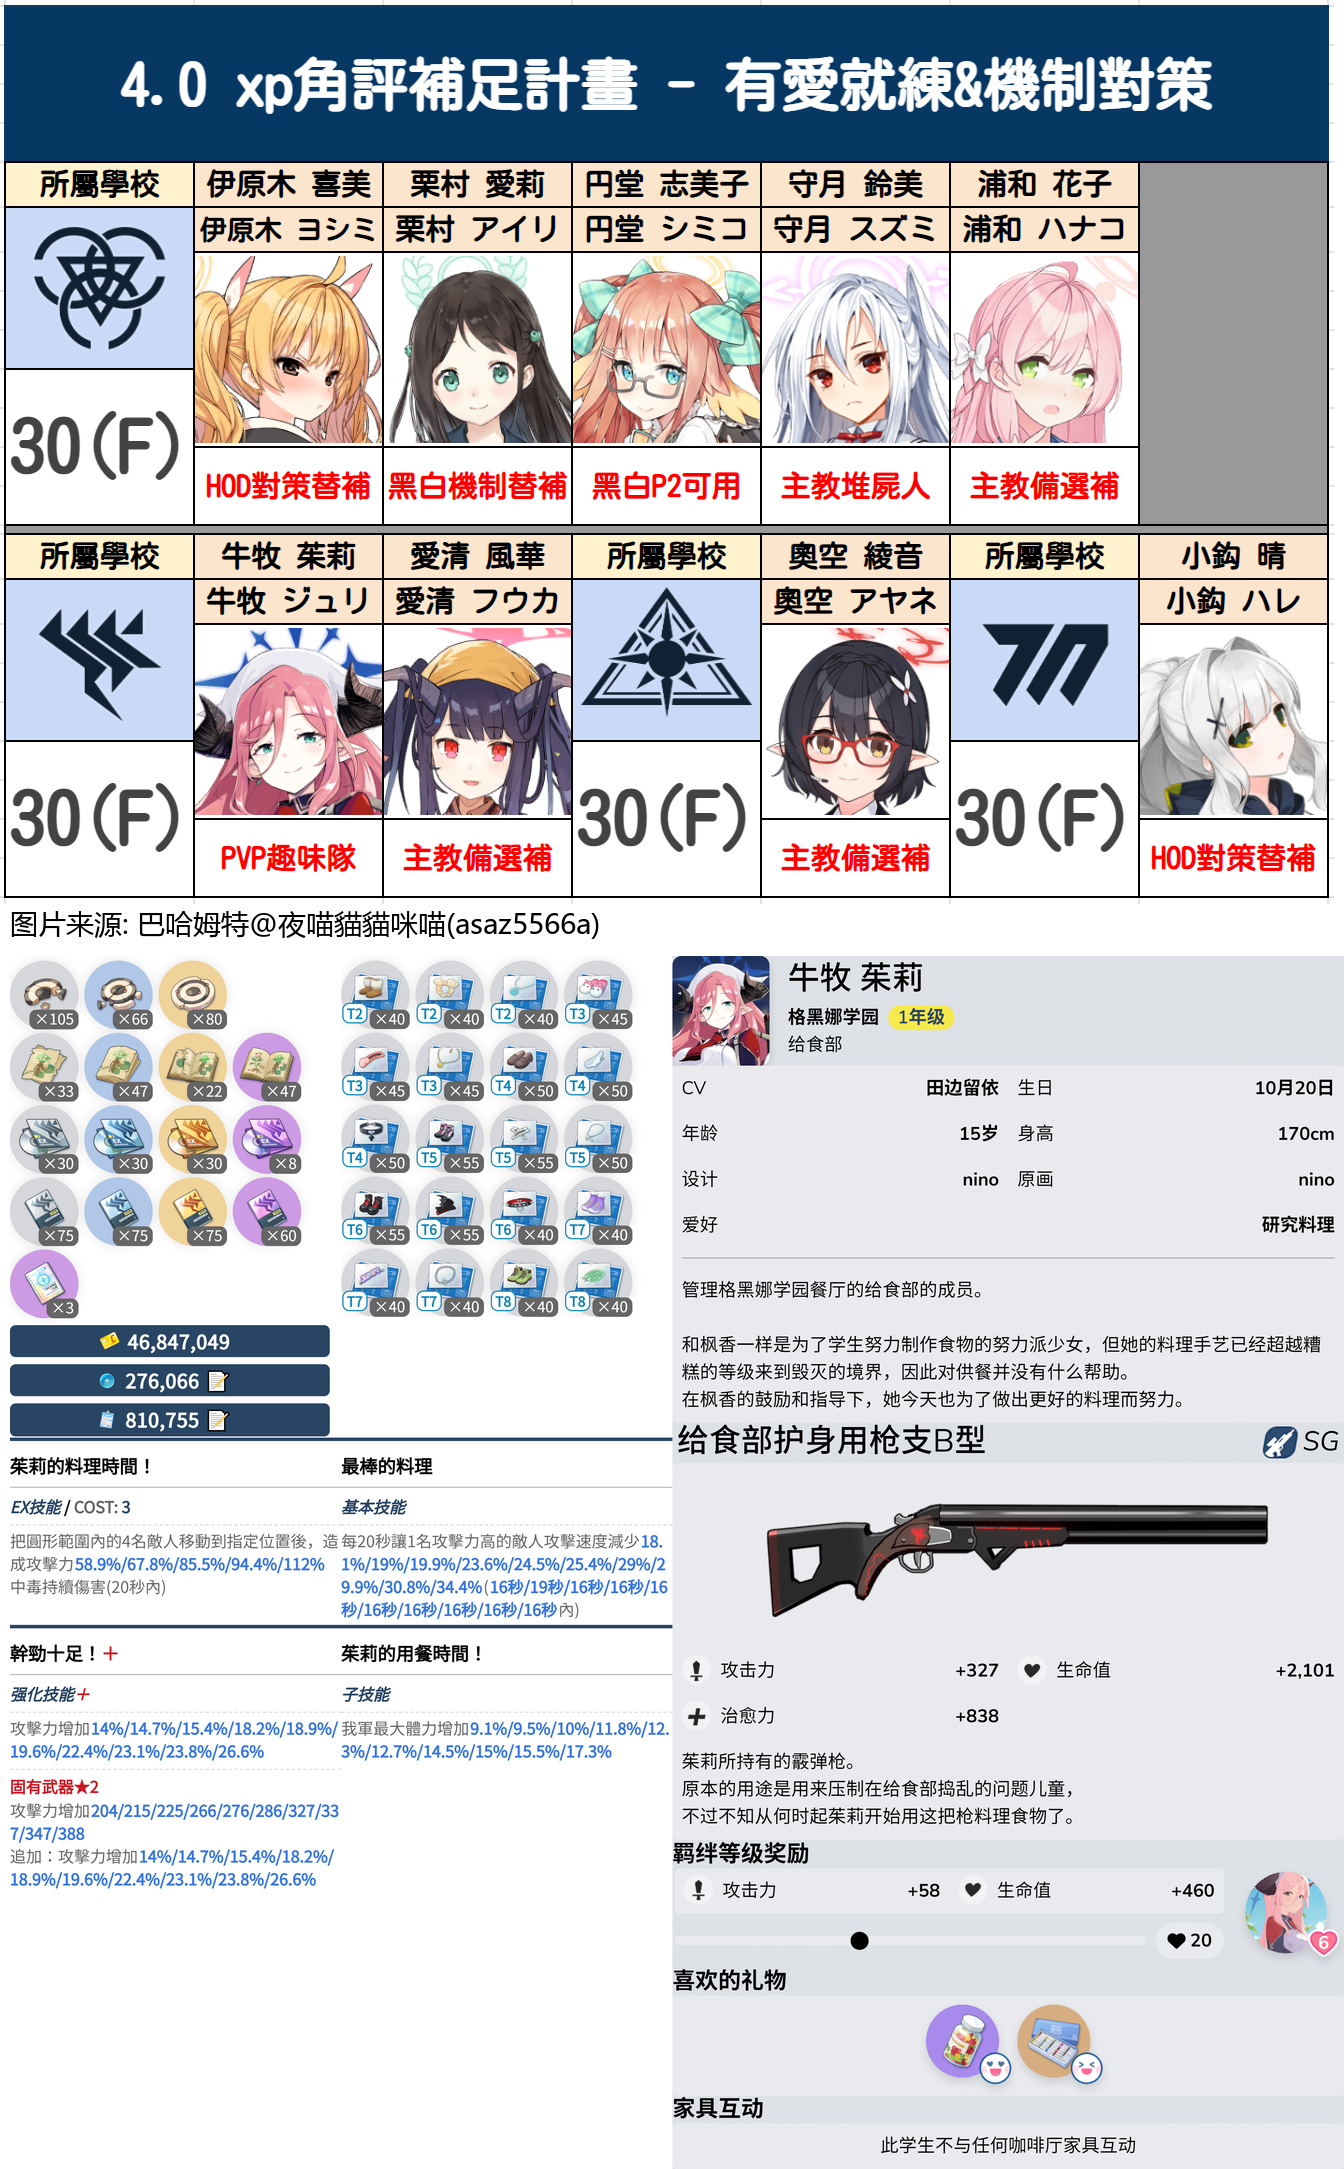 4.0 xp角評補足計畫 - 有愛就練&機制對策
所屬學校 伊原木 喜美 栗村 愛莉 円堂 志美子 守月 鈴美 浦和 花子
伊原木 ヨシミ 栗村 アイリ 円堂 シミコ 守月 スズミ 浦和 ハナコ
30(F)
HOD對策替補 黑白機制替補 黑白P2可用 主教堆屍人 主教備選補
所屬學校 牛牧 茱莉 愛清 風華 所屬學校 奧空 綾音 所屬學校 小鈎 晴
牛牧 ジュリ 愛清 フウカ 奧空 アヤネ 小鈎 ハレ
30(F) 30(F) 30(F)
PVP趣味隊 主教備選補 主教備選補 HOD對策替補
图片来源: 巴哈姆特@夜喵貓貓咪喵(asaz5566a)
×105 ×66 ×80
×33 ×47 ×22 ×47
×30 ×30 ×30 ×8
×75 ×75 ×75 ×60
×3
46,847,049
276,066
810,755
T2 ×40 T2 ×40 T2 ×40 T3 ×45
T3 ×45 T3 ×45 T4 ×50 T4 ×50
T4 ×50 T5 ×55 T5 ×55 T5 ×50
T6 ×55 T6 ×55 T6 ×40 T7 ×40
T7 ×40 T7 ×40 T8 ×40 T8 ×40
茱莉的料理時間！
EX技能 / COST: 3
把圓形範圍內的4名敵人移動到指定位置後，造
成攻擊力58.9%/67.8%/85.5%/94.4%/112%
中毒持續傷害(20秒內)
最棒的料理
基本技能
每20秒讓1名攻擊力高的敵人攻擊速度減少18.
1%/19%/19.9%/23.6%/24.5%/25.4%/29%/2
9.9%/30.8%/34.4%(16秒/19秒/16秒/16秒/16
秒/16秒/16秒/16秒/16秒/16秒內)
幹勁十足！＋
强化技能＋
攻擊力增加14%/14.7%/15.4%/18.2%/18.9%/
19.6%/22.4%/23.1%/23.8%/26.6%
固有武器★2
攻擊力增加204/215/225/266/276/286/327/33
7/347/388
追加：攻擊力增加14%/14.7%/15.4%/18.2%/
18.9%/19.6%/22.4%/23.1%/23.8%/26.6%
茱莉的用餐時間！
子技能
我軍最大體力增加9.1%/9.5%/10%/11.8%/12.
3%/12.7%/14.5%/15%/15.5%/17.3%
牛牧 茱莉
格黑娜学园 1年级
给食部
CV 田边留依 生日 10月20日
年龄 15岁 身高 170cm
设计 nino 原画 nino
爱好 研究料理
管理格黑娜学园餐厅的给食部的成员。
和枫香一样是为了学生努力制作食物的努力派少女，但她的料理手艺已经超越糟
糕的等级来到毁灭的境界，因此对供餐并没有什么帮助。
在枫香的鼓励和指导下，她今天也为了做出更好的料理而努力。
给食部护身用枪支B型 SG
攻击力 +327 生命值 +2,101
治愈力 +838
茱莉所持有的霰弹枪。
原本的用途是用来压制在给食部捣乱的问题儿童，
不过不知从何时起茱莉开始用这把枪料理食物了。
羁绊等级奖励
攻击力 +58 生命值 +460
20
6
喜欢的礼物
家具互动
此学生不与任何咖啡厅家具互动